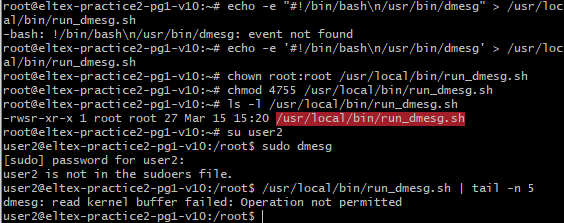 root@eltex-practice2-pg1-v10:~# echo -e "#!/bin/bash\n/usr/bin/dmesg" > /usr/loc
al/bin/run_dmesg.sh
-bash: !/bin/bash\n/usr/bin/dmesg: event not found
root@eltex-practice2-pg1-v10:~# echo -e '#!/bin/bash\n/usr/bin/dmesg' > /usr/loc
al/bin/run_dmesg.sh
root@eltex-practice2-pg1-v10:~# chown root:root /usr/local/bin/run_dmesg.sh
root@eltex-practice2-pg1-v10:~# chmod 4755 /usr/local/bin/run_dmesg.sh
root@eltex-practice2-pg1-v10:~# ls -l /usr/local/bin/run_dmesg.sh
-rwsr-xr-x 1 root root 27 Mar 15 15:20 /usr/local/bin/run_dmesg.sh
root@eltex-practice2-pg1-v10:~# su user2
user2@eltex-practice2-pg1-v10:/root$ sudo dmesg
[sudo] password for user2:
user2 is not in the sudoers file.
user2@eltex-practice2-pg1-v10:/root$ /usr/local/bin/run_dmesg.sh | tail -n 5
dmesg: read kernel buffer failed: Operation not permitted
user2@eltex-practice2-pg1-v10:/root$